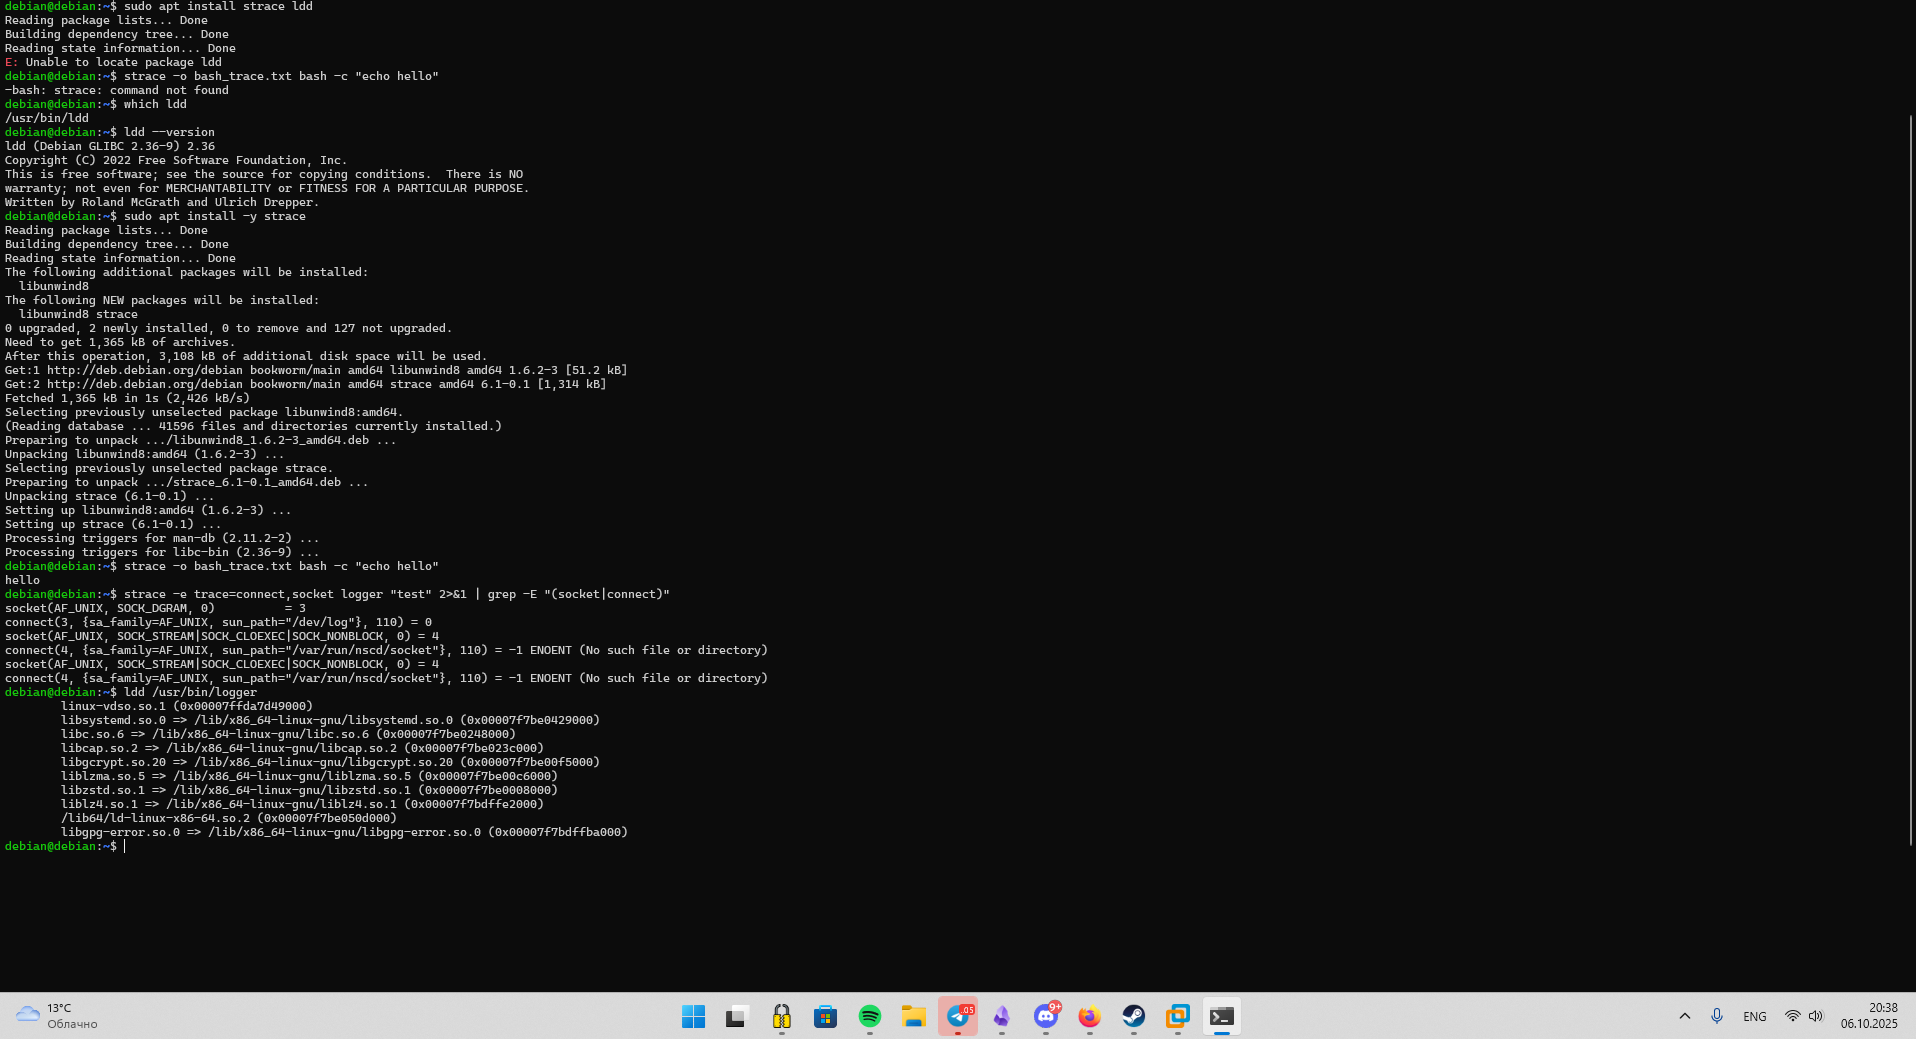 debian@debian:~$ sudo apt install strace ldd
Reading package lists... Done
Building dependency tree... Done
Reading state information... Done
E: Unable to locate package ldd
debian@debian:~$ strace -o bash_trace.txt bash -c "echo hello"
-bash: strace: command not found
debian@debian:~$ which ldd
/usr/bin/ldd
debian@debian:~$ ldd --version
ldd (Debian GLIBC 2.36-9) 2.36
Copyright (C) 2022 Free Software Foundation, Inc.
This is free software; see the source for copying conditions.  There is NO
warranty; not even for MERCHANTABILITY or FITNESS FOR A PARTICULAR PURPOSE.
Written by Roland McGrath and Ulrich Drepper.
debian@debian:~$ sudo apt install -y strace
Reading package lists... Done
Building dependency tree... Done
Reading state information... Done
The following additional packages will be installed:
  libunwind8
The following NEW packages will be installed:
  libunwind8 strace
0 upgraded, 2 newly installed, 0 to remove and 127 not upgraded.
Need to get 1,365 kB of archives.
After this operation, 3,108 kB of additional disk space will be used.
Get:1 http://deb.debian.org/debian bookworm/main amd64 libunwind8 amd64 1.6.2-3 [51.2 kB]
Get:2 http://deb.debian.org/debian bookworm/main amd64 strace amd64 6.1-0.1 [1,314 kB]
Fetched 1,365 kB in 1s (2,426 kB/s)
Selecting previously unselected package libunwind8:amd64.
(Reading database ... 41596 files and directories currently installed.)
Preparing to unpack .../libunwind8_1.6.2-3_amd64.deb ...
Unpacking libunwind8:amd64 (1.6.2-3) ...
Selecting previously unselected package strace.
Preparing to unpack .../strace_6.1-0.1_amd64.deb ...
Unpacking strace (6.1-0.1) ...
Setting up libunwind8:amd64 (1.6.2-3) ...
Setting up strace (6.1-0.1) ...
Processing triggers for man-db (2.11.2-2) ...
Processing triggers for libc-bin (2.36-9) ...
debian@debian:~$ strace -o bash_trace.txt bash -c "echo hello"
hello
debian@debian:~$ strace -e trace=connect,socket logger "test" 2>&1 | grep -E "(socket|connect)"
socket(AF_UNIX, SOCK_DGRAM, 0)          = 3
connect(3, {sa_family=AF_UNIX, sun_path="/dev/log"}, 110) = 0
socket(AF_UNIX, SOCK_STREAM|SOCK_CLOEXEC|SOCK_NONBLOCK, 0) = 4
connect(4, {sa_family=AF_UNIX, sun_path="/var/run/nscd/socket"}, 110) = -1 ENOENT (No such file or directory)
socket(AF_UNIX, SOCK_STREAM|SOCK_CLOEXEC|SOCK_NONBLOCK, 0) = 4
connect(4, {sa_family=AF_UNIX, sun_path="/var/run/nscd/socket"}, 110) = -1 ENOENT (No such file or directory)
debian@debian:~$ ldd /usr/bin/logger
        linux-vdso.so.1 (0x00007ffda7d49000)
        libsystemd.so.0 => /lib/x86_64-linux-gnu/libsystemd.so.0 (0x00007f7be0429000)
        libc.so.6 => /lib/x86_64-linux-gnu/libc.so.6 (0x00007f7be0248000)
        libcap.so.2 => /lib/x86_64-linux-gnu/libcap.so.2 (0x00007f7be023c000)
        libgcrypt.so.20 => /lib/x86_64-linux-gnu/libgcrypt.so.20 (0x00007f7be00f5000)
        liblzma.so.5 => /lib/x86_64-linux-gnu/liblzma.so.5 (0x00007f7be00c6000)
        libzstd.so.1 => /lib/x86_64-linux-gnu/libzstd.so.1 (0x00007f7be0008000)
        liblz4.so.1 => /lib/x86_64-linux-gnu/liblz4.so.1 (0x00007f7bdffe2000)
        /lib64/ld-linux-x86-64.so.2 (0x00007f7be050d000)
        libgpg-error.so.0 => /lib/x86_64-linux-gnu/libgpg-error.so.0 (0x00007f7bdffba000)
debian@debian:~$
13°C
Облачно
.05
9+
ENG
20:38
06.10.2025